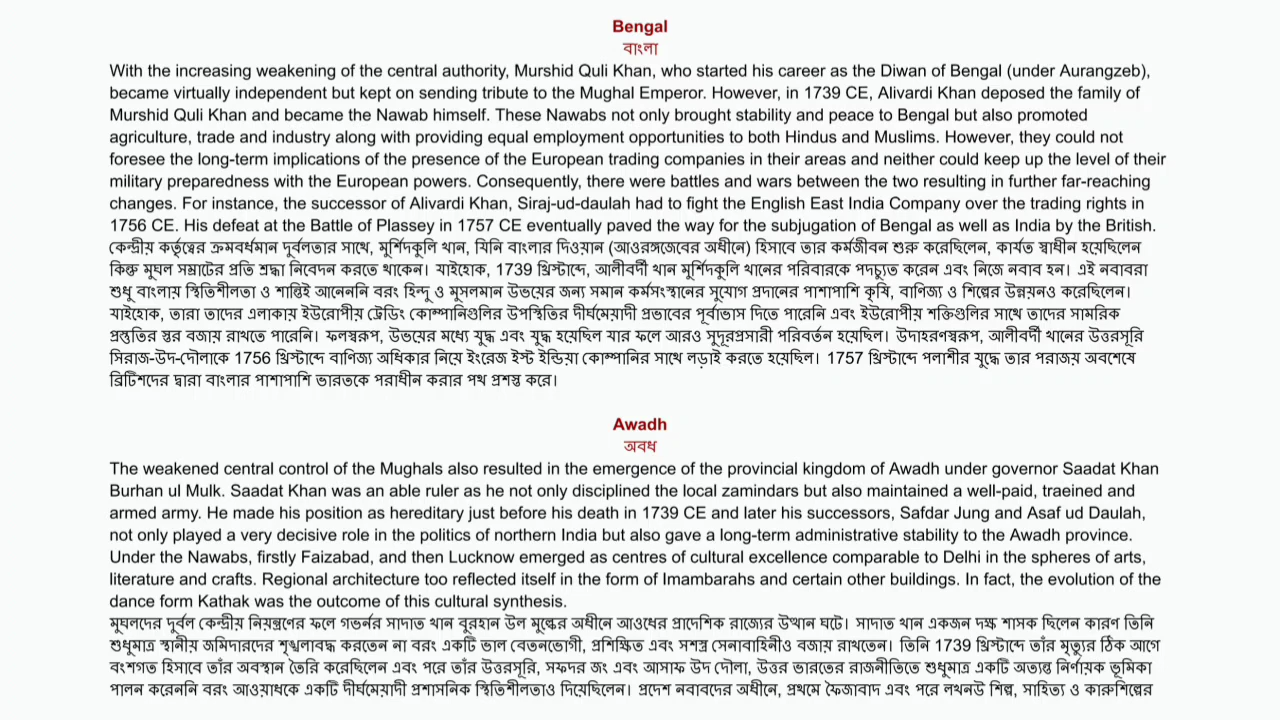 Bengal
বাংলা
With the increasing weakening of the central authority, Murshid Quli Khan, who started his career as the Diwan of Bengal (under Aurangzeb),
became virtually independent but kept on sending tribute to the Mughal Emperor. However, in 1739 CE, Alivardi Khan deposed the family of
Murshid Quli Khan and became the Nawab himself. These Nawabs not only brought stability and peace to Bengal but also promoted
agriculture, trade and industry along with providing equal employment opportunities to both Hindus and Muslims. However, they could not
foresee the long-term implications of the presence of the European trading companies in their areas and neither could keep up the level of their
military preparedness with the European powers. Consequently, there were battles and wars between the two resulting in further far-reaching
changes. For instance, the successor of Alivardi Khan, Siraj-ud-daulah had to fight the English East India Company over the trading rights in
1756 CE. His defeat at the Battle of Plassey in 1757 CE eventually paved the way for the subjugation of Bengal as well as India by the British.
কেন্দ্রীয় কর্তৃত্বের ক্রমবর্ধমান দুর্বলতার সাথে, মুর্শিদকুলি খান, যিনি বাংলার দিওয়ান (আওরঙ্গজেবের অধীনে) হিসাবে তার কর্মজীবন শুরু করেছিলেন, কার্যত স্বাধীন হয়েছিলেন
কিন্তু মুঘল সম্রাটের প্রতি শ্রদ্ধা নিবেদন করতে থাকেন। যাইহোক, 1739 খ্রিস্টাব্দে, আলীবর্দী খান মুর্শিদকুলি খানের পরিবারকে পদচ্যুত করেন এবং নিজে নবাব হন। এই নবাবরা
শুধু বাংলায় স্থিতিশীলতা ও শান্তিই আনেননি বরং হিন্দু ও মুসলমান উভয়ের জন্য সমান কর্মসংস্থানের সুযোগ প্রদানের পাশাপাশি কৃষি, বাণিজ্য ও শিল্পের উন্নয়নও করেছিলেন।
যাইহোক, তারা তাদের এলাকায় ইউরোপীয় ট্রেডিং কোম্পানিগুলির উপস্থিতির দীর্ঘমেয়াদী প্রভাবের পূর্বাভাস দিতে পারেনি এবং ইউরোপীয় শক্তিগুলির সাথে তাদের সামরিক
প্রস্তুতির স্তর বজায় রাখতে পারেনি। ফলস্বরূপ, উভয়ের মধ্যে যুদ্ধ এবং যুদ্ধ হয়েছিল যার ফলে আরও সুদূরপ্রসারী পরিবর্তন হয়েছিল। উদাহরণস্বরূপ, আলীবর্দী খানের উত্তরসূরি
সিরাজ-উদ-দৌলাকে 1756 খ্রিস্টাব্দে বাণিজ্য অধিকার নিয়ে ইংরেজ ইস্ট ইন্ডিয়া কোম্পানির সাথে লড়াই করতে হয়েছিল। 1757 খ্রিস্টাব্দে পলাশীর যুদ্ধে তার পরাজয় অবশেষে
ব্রিটিশদের দ্বারা বাংলার পাশাপাশি ভারতকে পরাধীন করার পথ প্রশস্ত করে।
Awadh
অবধ
The weakened central control of the Mughals also resulted in the emergence of the provincial kingdom of Awadh under governor Saadat Khan
Burhan ul Mulk. Saadat Khan was an able ruler as he not only disciplined the local zamindars but also maintained a well-paid, traeined and
armed army. He made his position as hereditary just before his death in 1739 CE and later his successors, Safdar Jung and Asaf ud Daulah,
not only played a very decisive role in the politics of northern India but also gave a long-term administrative stability to the Awadh province.
Under the Nawabs, firstly Faizabad, and then Lucknow emerged as centres of cultural excellence comparable to Delhi in the spheres of arts,
literature and crafts. Regional architecture too reflected itself in the form of Imambarahs and certain other buildings. In fact, the evolution of the
dance form Kathak was the outcome of this cultural synthesis.
মুঘলদের দুর্বল কেন্দ্রীয় নিয়ন্ত্রণের ফলে গভর্নর সাদাত খান বুরহান উল মুল্কের অধীনে আওধের প্রাদেশিক রাজ্যের উত্থান ঘটে। সাদাত খান একজন দক্ষ শাসক ছিলেন কারণ তিনি
শুধুমাত্র স্থানীয় জমিদারদের শৃঙ্খলাবদ্ধ করতেন না বরং একটি ভাল বেতনভোগী, প্রশিক্ষিত এবং সশস্ত্র সেনাবাহিনীও বজায় রাখতেন। তিনি 1739 খ্রিস্টাব্দে তাঁর মৃত্যুর ঠিক আগে
বংশগত হিসাবে তাঁর অবস্থান তৈরি করেছিলেন এবং পরে তাঁর উত্তরসূরি, সফদর জং এবং আসাফ উদ দৌলা, উত্তর ভারতের রাজনীতিতে শুধুমাত্র একটি অত্যন্ত নির্ণায়ক ভূমিকা
পালন করেননি বরং আওয়াধকে একটি দীর্ঘমেয়াদী প্রশাসনিক স্থিতিশীলতাও দিয়েছিলেন। প্রদেশ নবাবদের অধীনে, প্রথমে ফৈজাবাদ এবং পরে লখনউ শিল্প, সাহিত্য ও কারুশিল্পের